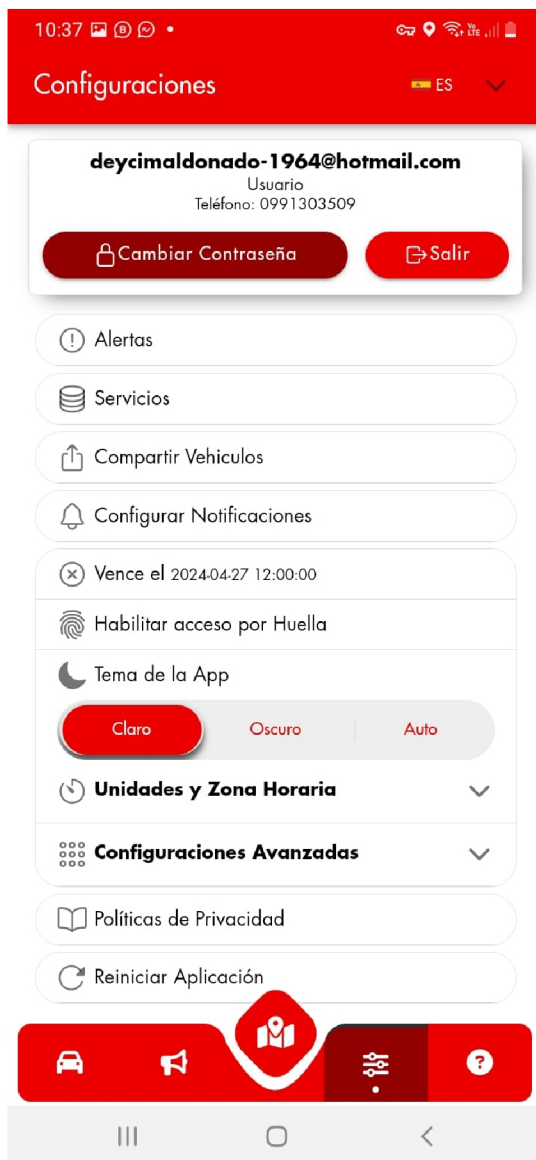 10:37
Configuraciones
ES
deycimaldonado-1964@hotmail.com
Usuario
Teléfono: 0991303509
Cambiar Contraseña
Salir
Alertas
Servicios
Compartir Vehiculos
Configurar Notificaciones
Vence el 2024-04-27 12:00:00
Habilitar acceso por Huella
Tema de la App
Claro Oscuro Auto
Unidades y Zona Horaria
Configuraciones Avanzadas
Políticas de Privacidad
Reiniciar Aplicación